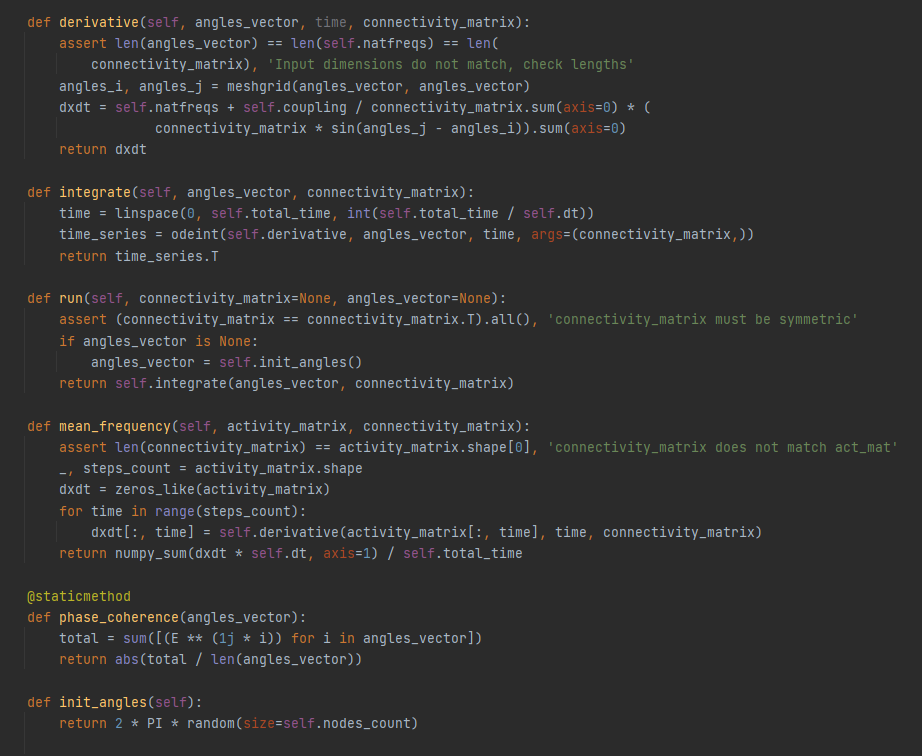 def derivative(self, angles_vector, time, connectivity_matrix):
    assert len(angles_vector) == len(self.natfreqs) == len(
        connectivity_matrix), 'Input dimensions do not match, check lengths'
    angles_i, angles_j = meshgrid(angles_vector, angles_vector)
    dxdt = self.natfreqs + self.coupling / connectivity_matrix.sum(axis=0) * (
                connectivity_matrix * sin(angles_j - angles_i)).sum(axis=0)
    return dxdt

def integrate(self, angles_vector, connectivity_matrix):
    time = linspace(0, self.total_time, int(self.total_time / self.dt))
    time_series = odeint(self.derivative, angles_vector, time, args=(connectivity_matrix,))
    return time_series.T

def run(self, connectivity_matrix=None, angles_vector=None):
    assert (connectivity_matrix == connectivity_matrix.T).all(), 'connectivity_matrix must be symmetric'
    if angles_vector is None:
        angles_vector = self.init_angles()
    return self.integrate(angles_vector, connectivity_matrix)

def mean_frequency(self, activity_matrix, connectivity_matrix):
    assert len(connectivity_matrix) == activity_matrix.shape[0], 'connectivity_matrix does not match act_mat'
    _, steps_count = activity_matrix.shape
    dxdt = zeros_like(activity_matrix)
    for time in range(steps_count):
        dxdt[:, time] = self.derivative(activity_matrix[:, time], time, connectivity_matrix)
    return numpy_sum(dxdt * self.dt, axis=1) / self.total_time

@staticmethod
def phase_coherence(angles_vector):
    total = sum([(E ** (1j * i)) for i in angles_vector])
    return abs(total / len(angles_vector))

def init_angles(self):
    return 2 * PI * random(size=self.nodes_count)